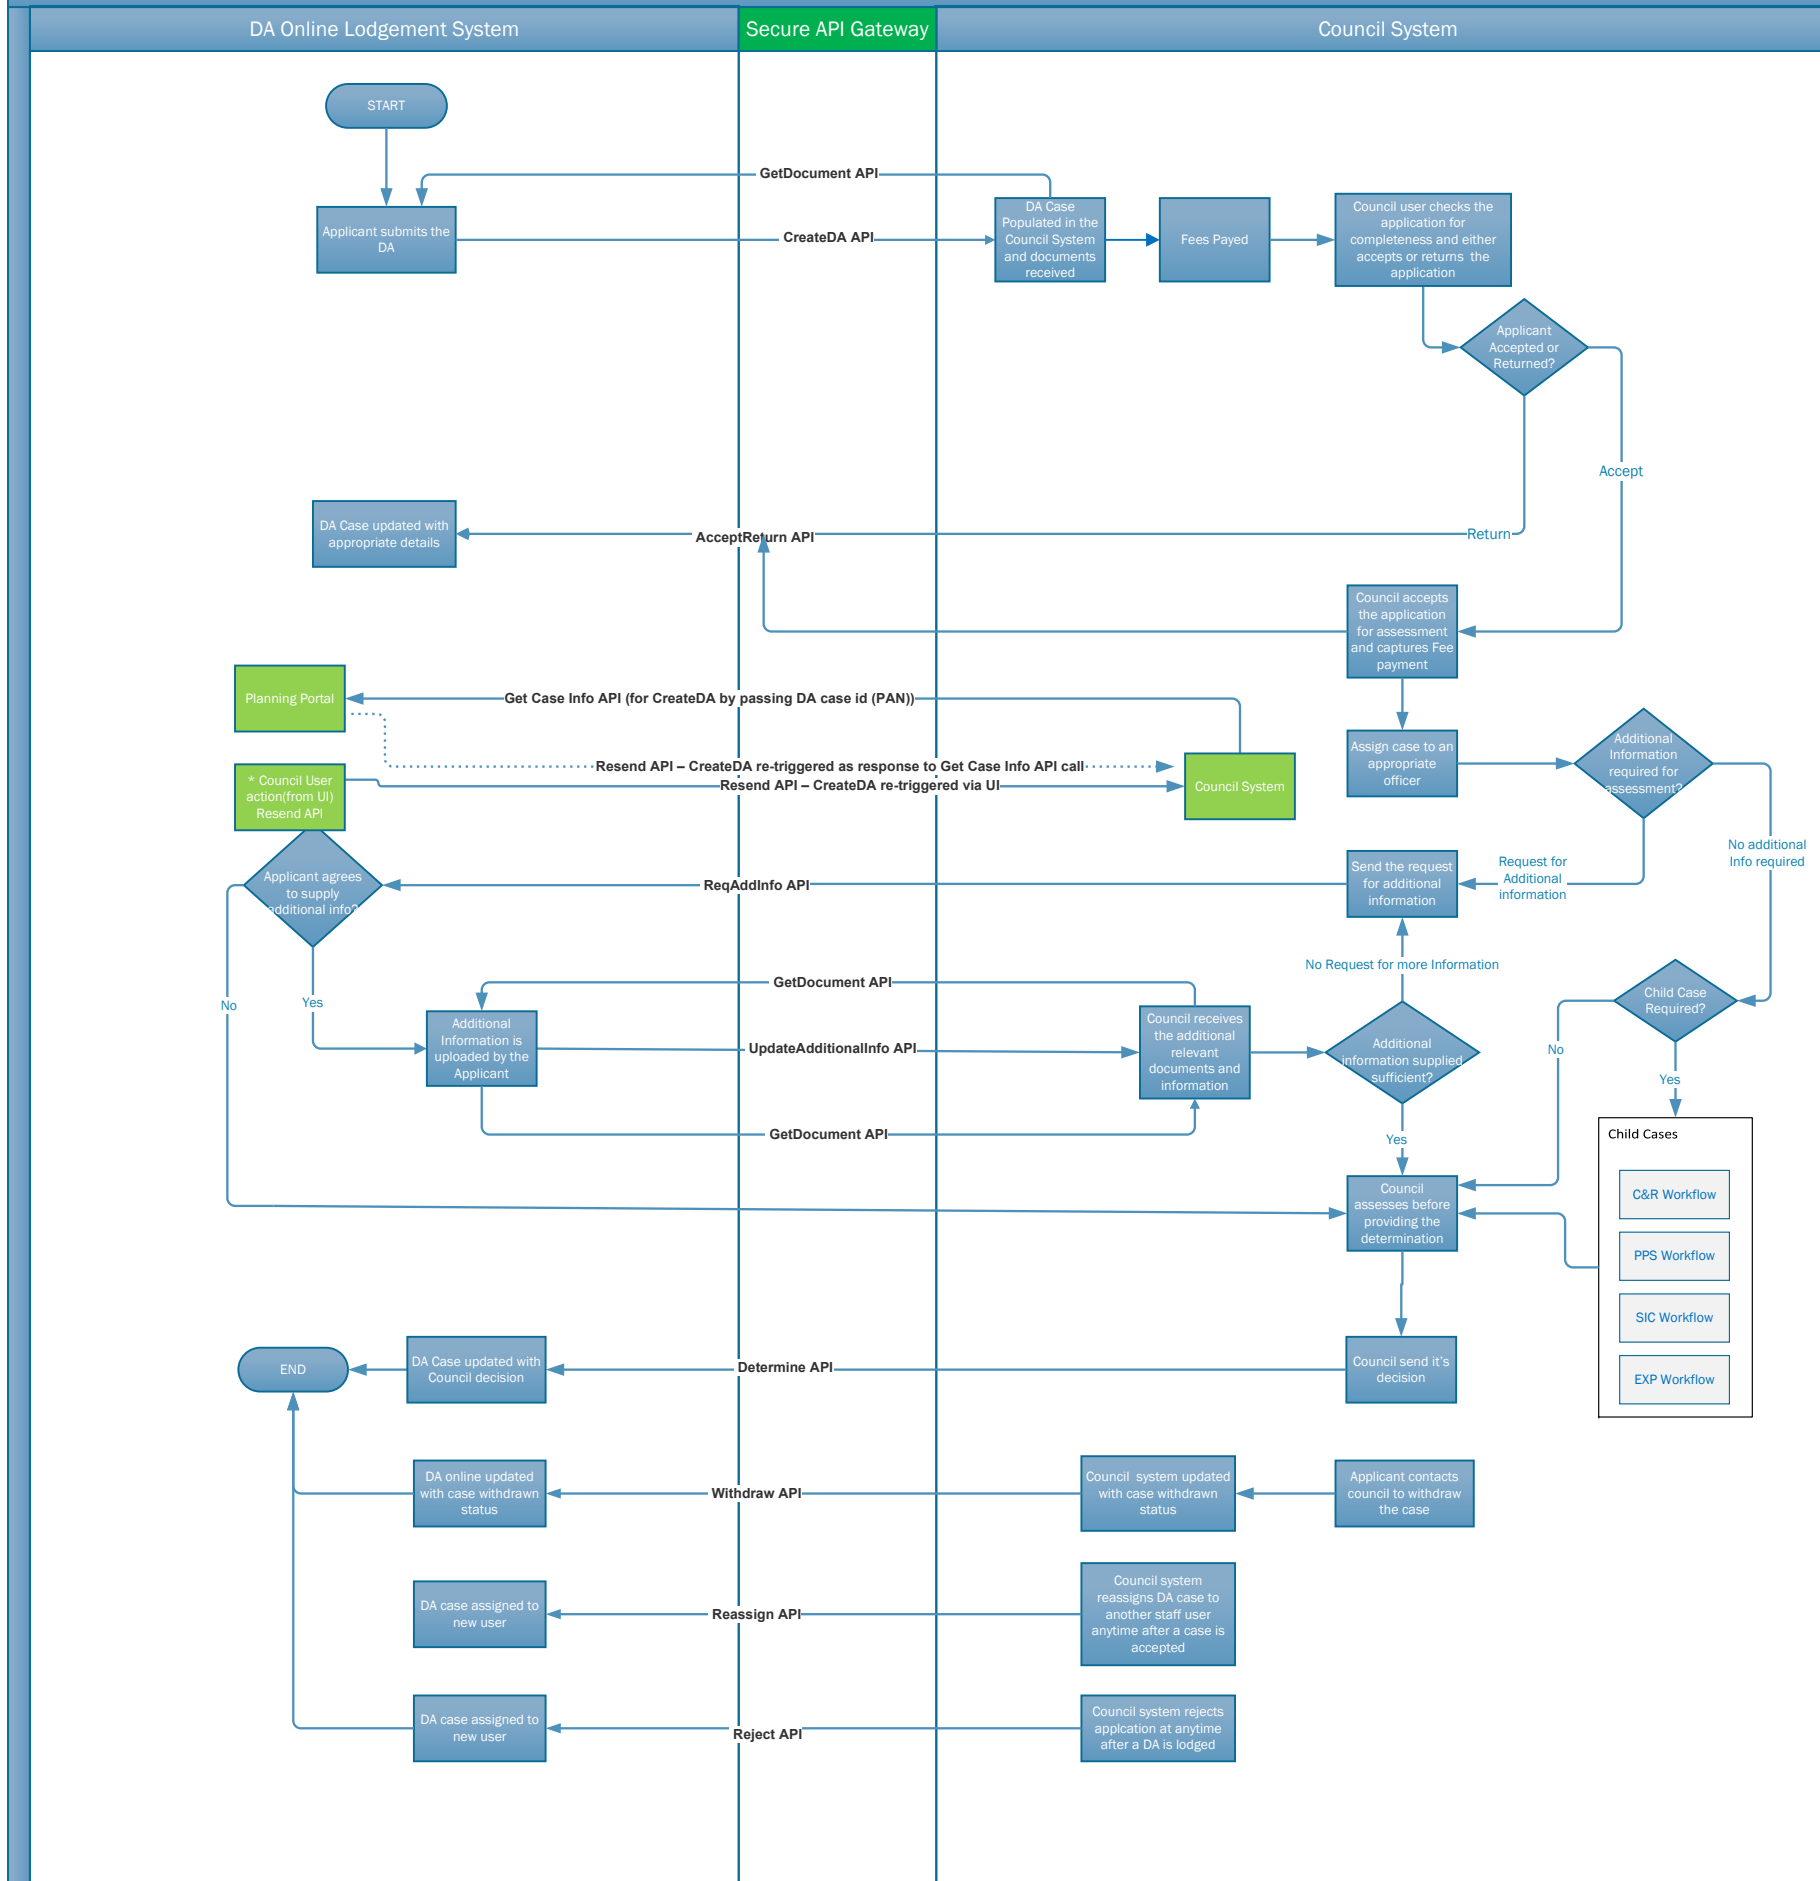 DA Online Lodgement System
Secure API Gateway
Council System
START
GetDocument API
Applicant submits the
DA
CreateDA API
DA Case
Populated in the
Council System
and documents
received
Fees Payed
Council user checks the
application for
completeness and either
accepts or returns the
application
Applicant
Accepted or
Returned?
Accept
DA Case updated with
appropriate details
AcceptReturn API
Return
Council accepts
the application
for assessment
and captures Fee
payment
Planning Portal
Get Case Info API (for CreateDA by passing DA case id (PAN))
Assign case to an
appropriate
officer
Additional
Information
required for
assessment?
Resend API – CreateDA re-triggered as response to Get Case Info API call
* Council User
action(from UI)
Resend API
Resend API – CreateDA re-triggered via UI
Council System
No additional
Info required
Applicant agrees
to supply
additional info?
ReqAddInfo API
Send the request
for additional
information
Request for
Additional
information
No Request for more Information
No
Yes
GetDocument API
Additional
Information is
uploaded by the
Applicant
UpdateAdditionalInfo API
Council receives
the additional
relevant
documents and
information
Additional
information supplied
sufficient?
Child Case
Required?
No
Yes
GetDocument API
Yes
Child Cases
C&R Workflow
PPS Workflow
SIC Workflow
EXP Workflow
Council
assesses before
providing the
determination
END
DA Case updated with
Council decision
Determine API
Council send it's
decision
DA online updated
with case withdrawn
status
Withdraw API
Council system updated
with case withdrawn
status
Applicant contacts
council to withdraw
the case
DA case assigned to
new user
Reassign API
Council system
reassigns DA case to
another staff user
anytime after a case is
accepted
DA case assigned to
new user
Reject API
Council system rejects
applcation at anytime
after a DA is lodged